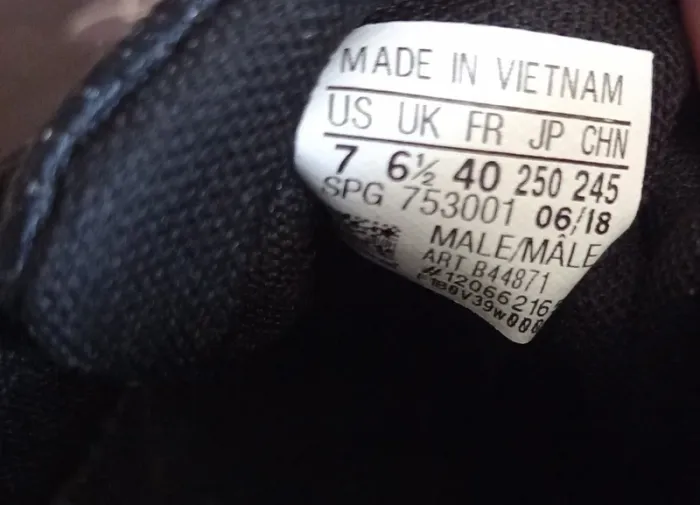 MADE IN VIETNAM
US UK FR JP CHN
7 6½ 40 250 245
SPG 753001 06/18
MALE/MÂLE
ART B44871
#12066216